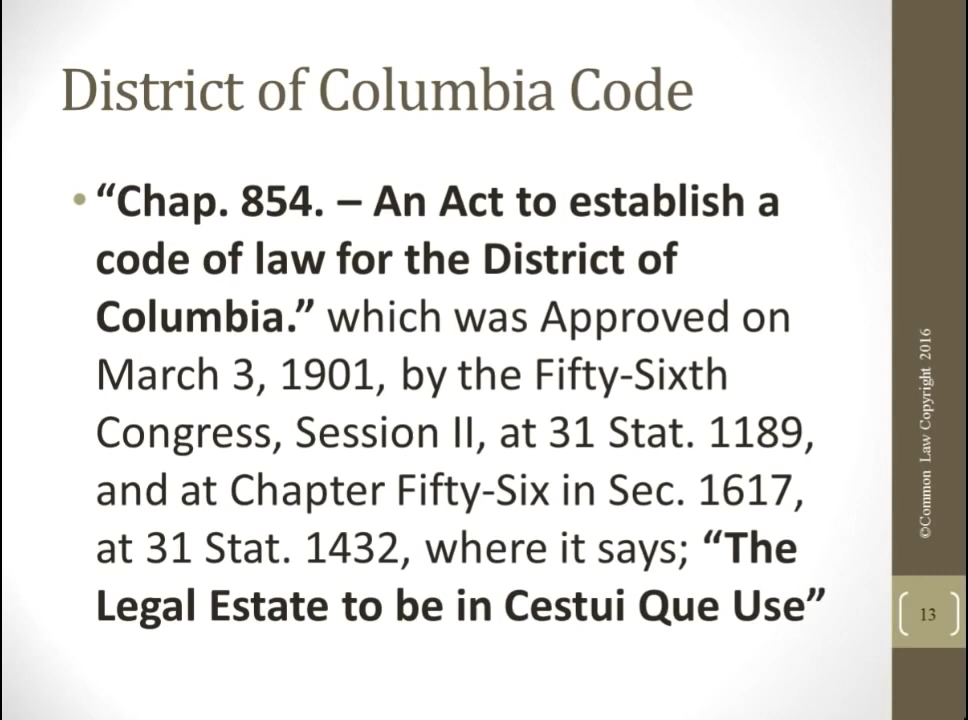 District of Columbia Code
• “Chap. 854. – An Act to establish a
code of law for the District of
Columbia.” which was Approved on
March 3, 1901, by the Fifty-Sixth
Congress, Session II, at 31 Stat. 1189,
and at Chapter Fifty-Six in Sec. 1617,
at 31 Stat. 1432, where it says; “The
Legal Estate to be in Cestui Que Use”
©Common Law Copyright 2016
13